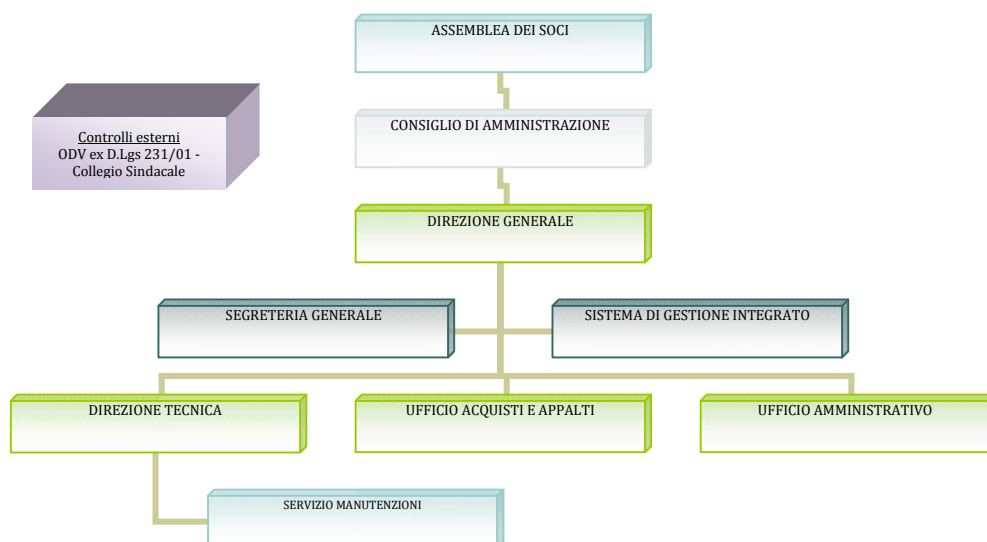 ASSEMBLEA DEI SOCI
Controlli esterni
ODV ex D.Lgs 231/01 -
Collegio Sindacale
CONSIGLIO DI AMMINISTRAZIONE
DIREZIONE GENERALE
SEGRETERIA GENERALE
SISTEMA DI GESTIONE INTEGRATO
DIREZIONE TECNICA
UFFICIO ACQUISTI E APPALTI
UFFICIO AMMINISTRATIVO
SERVIZIO MANUTENZIONI